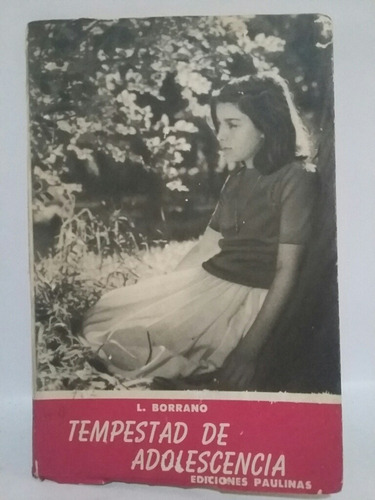 L. BORRANO
TEMPESTAD DE
ADOLESCENCIA
EDICIONES PAULINAS